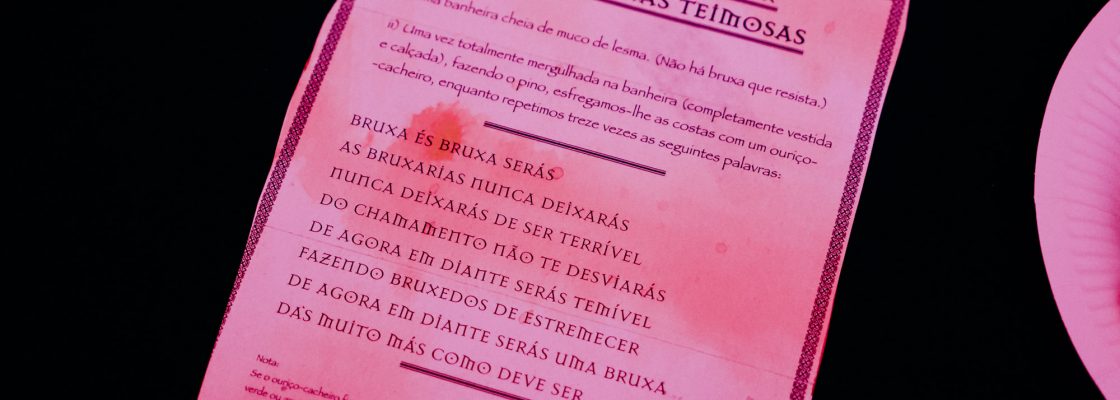 TEIMOSAS
banheira cheia de muco de lesma. (Não há bruxa que resista.)
ii) Uma vez totalmente mergulhada na banheira (completamente vestida
e calçada), fazendo o pino, esfregamos-lhe as costas com um ouriço-
-cacheiro, enquanto repetimos treze vezes as seguintes palavras:
BRUXA ÉS BRUXA SERÁS
AS BRUXARIAS NUNCA DEIXARÁS
NUNCA DEIXARÁS DE SER TERRÍVEL
DO CHAMAMENTO NÃO TE DESVIARÁS
DE AGORA EM DIANTE SERÁS TEMÍVEL
FAZENDO BRUXEDOS DE ESTREMECER
DE AGORA EM DIANTE SERÁS UMA BRUXA
DAS MUITO MÁS COMO DEVE SER
Nota:
Se o ouriço-cacheiro
verde ou